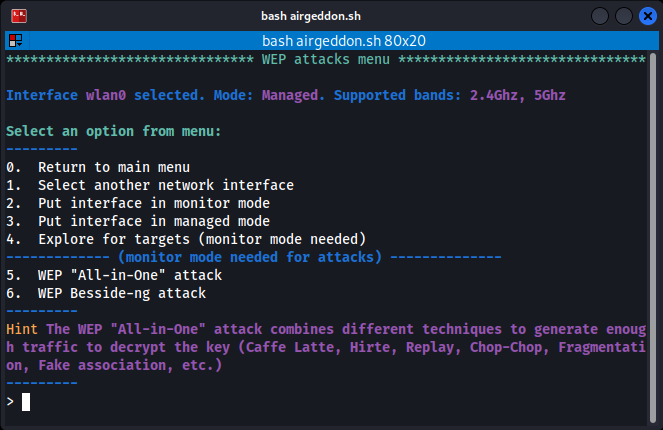 bash airgeddon.sh
bash airgeddon.sh 80x20
******************************* WEP attacks menu *******************************
Interface wlan0 selected. Mode: Managed. Supported bands: 2.4Ghz, 5Ghz
Select an option from menu:
---------
0.  Return to main menu
1.  Select another network interface
2.  Put interface in monitor mode
3.  Put interface in managed mode
4.  Explore for targets (monitor mode needed)
------------- (monitor mode needed for attacks) --------------
5.  WEP "All-in-One" attack
6.  WEP Besside-ng attack
---------
Hint The WEP "All-in-One" attack combines different techniques to generate enoug
h traffic to decrypt the key (Caffe Latte, Hirte, Replay, Chop-Chop, Fragmentati
on, Fake association, etc.)
---------
>